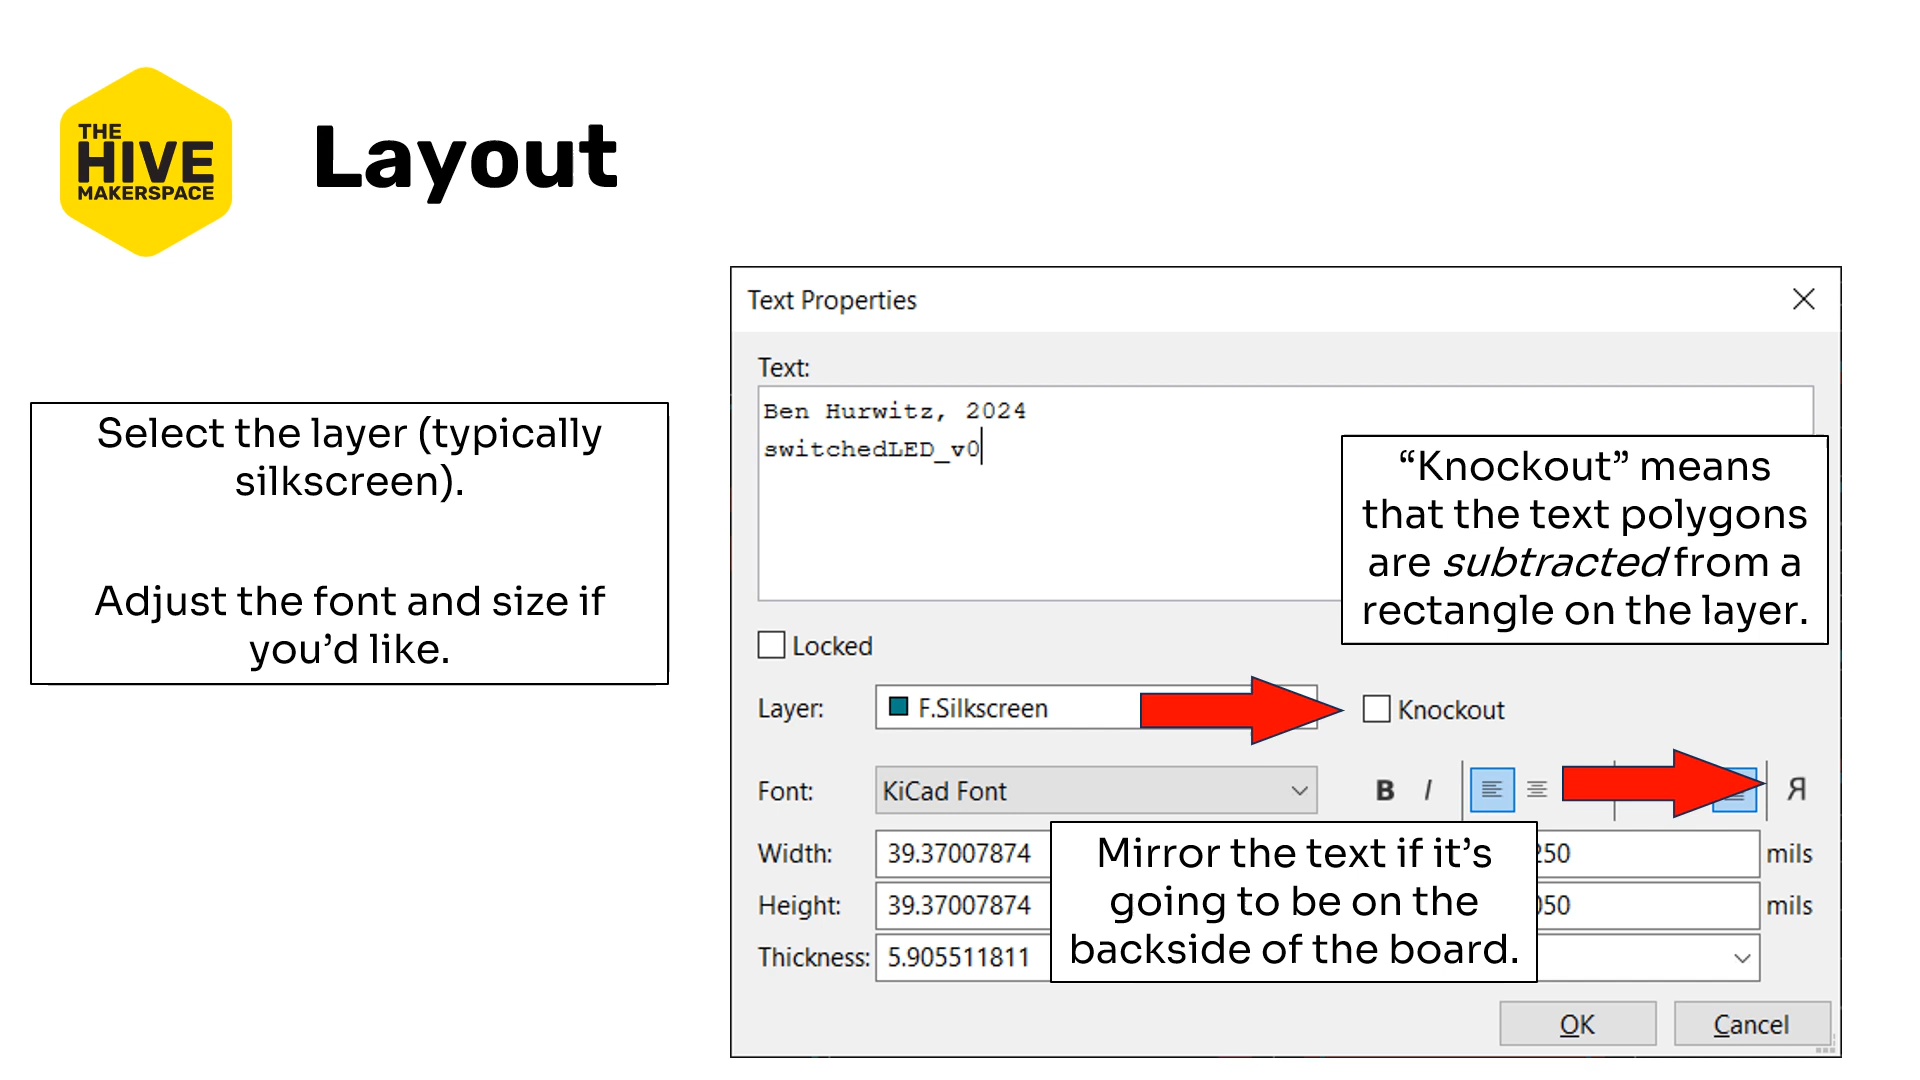 THE
HIVE
MAKERSPACE
Layout
Select the layer (typically
silkscreen).
Adjust the font and size if
you’d like.
Text Properties
Text:
Ben Hurwitz, 2024
switchedLED_v0
“Knockout” means
that the text polygons
are subtracted from a
rectangle on the layer.
Locked
Layer:
F.Silkscreen
Knockout
Font:
KiCad Font
B I
Я
Width:
39.37007874
250
mils
Height:
39.37007874
050
mils
Thickness:
5.905511811
Mirror the text if it’s
going to be on the
backside of the board.
OK
Cancel